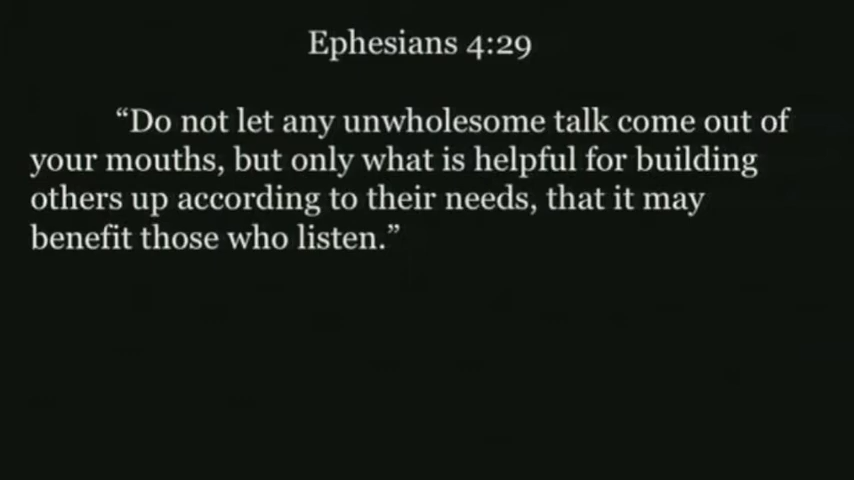 Ephesians 4:29
“Do not let any unwholesome talk come out of
your mouths, but only what is helpful for building
others up according to their needs, that it may
benefit those who listen.”